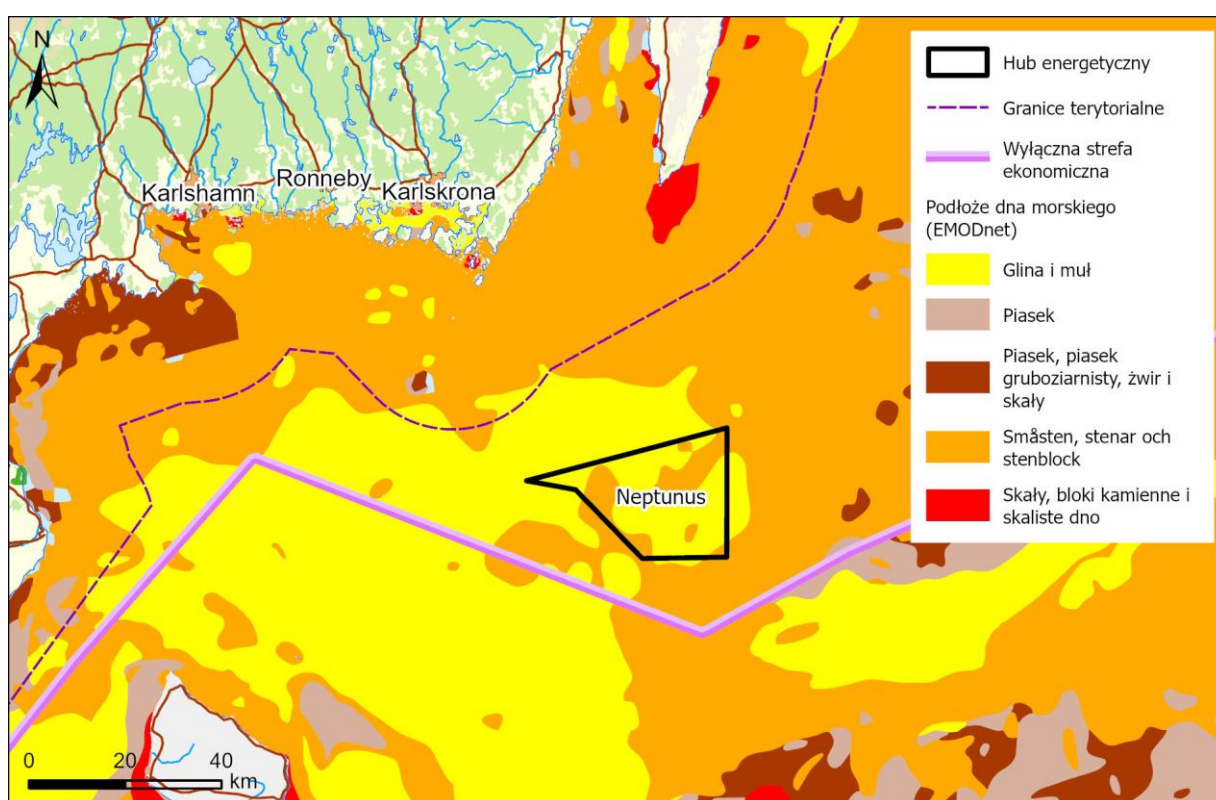 N
Karlshamn
Ronneby
Karlskrona
Neptunus
0
20
40
km
Hub energetyczny
Granice terytorialne
Wyłączna strefa
ekonomiczna
Podłoże dna morskiego
(EMODnet)
Glina i muł
Piasek
Piasek, piasek
gruboziarnisty, żwir i
skały
Småsten, stenar och
stenblock
Skały, bloki kamienne i
skaliste dno